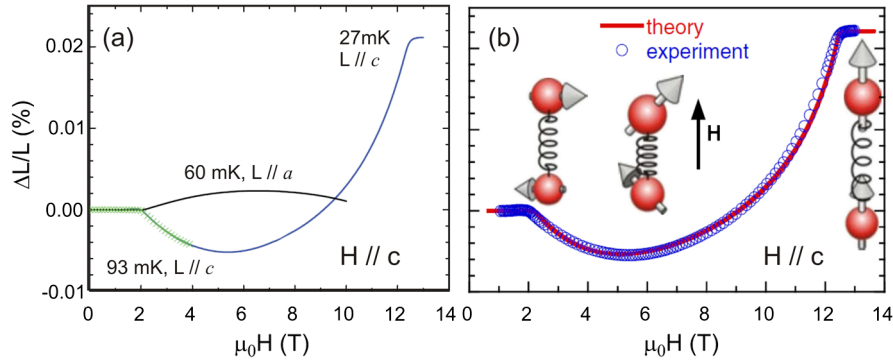 (a)
27mK
L // c
60 mK, L // a
93 mK, L // c
H // c
ΔL/L (%)
0.02
0.01
0.00
-0.01
0 2 4 6 8 10 12 14
μ₀H (T)
(b)
theory
experiment
H
H // c
0 2 4 6 8 10 12 14
μ₀H (T)